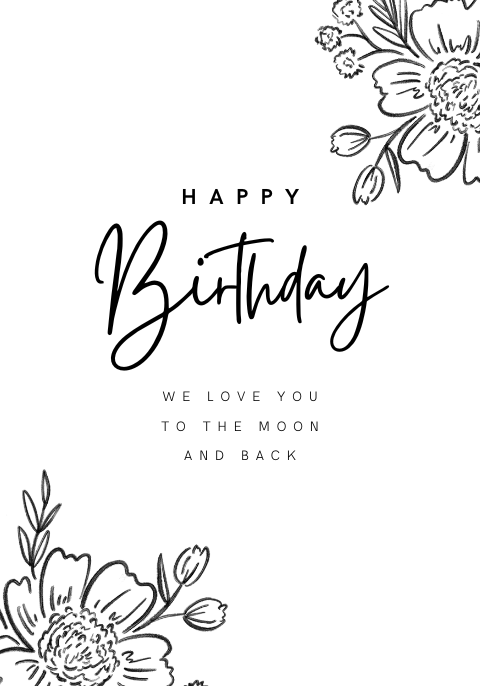 HAPPY
Birthday
WE LOVE YOU
TO THE MOON
AND BACK